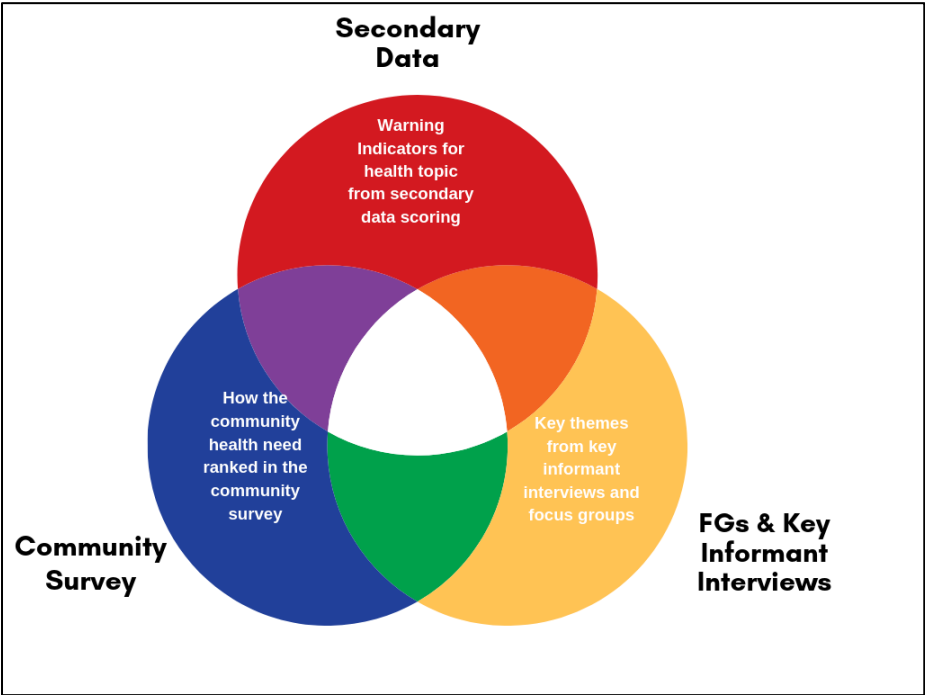 Secondary
Data
Warning
Indicators for
health topic
from secondary
data scoring
How the
community
health need
ranked in the
community
survey
Key themes
from key
informant
interviews and
focus groups
Community
Survey
FGs & Key
Informant
Interviews